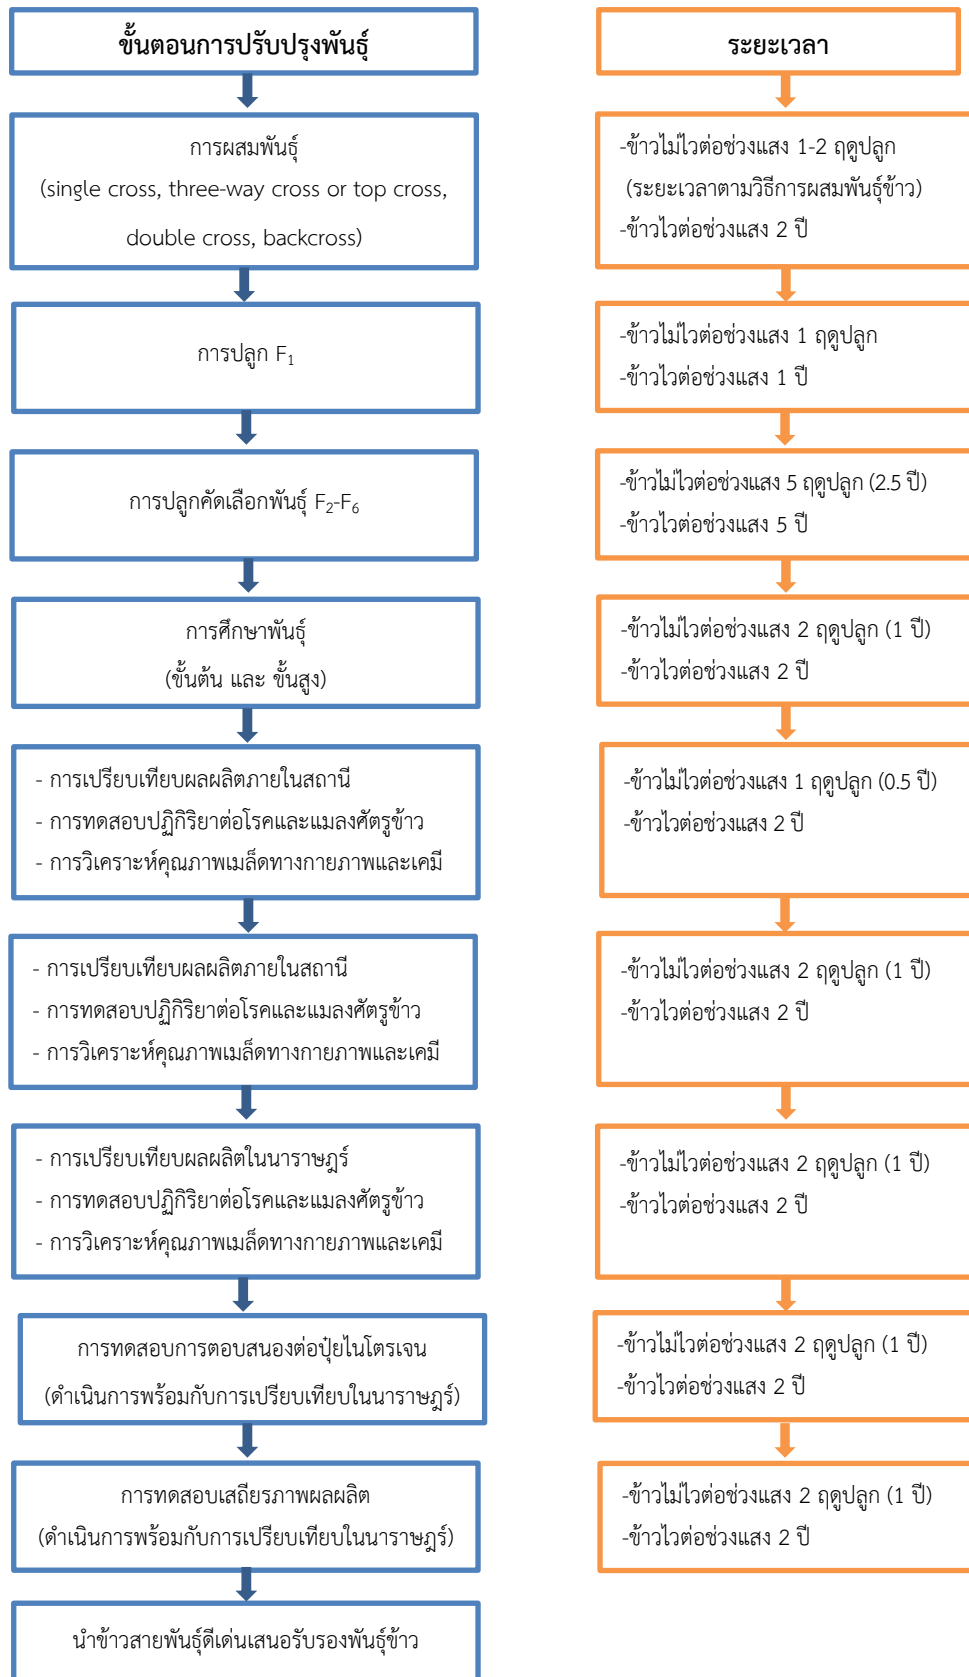 ขั้นตอนการปรับปรุงพันธุ์
ระยะเวลา
การผสมพันธุ์
(single cross, three-way cross or top cross,
double cross, backcross)
-ข้าวไม่ไวต่อช่วงแสง 1-2 ฤดูปลูก
(ระยะเวลาตามวิธีการผสมพันธุ์ข้าว)
-ข้าวไวต่อช่วงแสง 2 ปี
การปลูก F₁
-ข้าวไม่ไวต่อช่วงแสง 1 ฤดูปลูก
-ข้าวไวต่อช่วงแสง 1 ปี
การปลูกคัดเลือกพันธุ์ F₂-F₆
-ข้าวไม่ไวต่อช่วงแสง 5 ฤดูปลูก (2.5 ปี)
-ข้าวไวต่อช่วงแสง 5 ปี
การศึกษาพันธุ์
(ขั้นต้น และ ขั้นสูง)
-ข้าวไม่ไวต่อช่วงแสง 2 ฤดูปลูก (1 ปี)
-ข้าวไวต่อช่วงแสง 2 ปี
- การเปรียบเทียบผลผลิตภายในสถานี
- การทดสอบปฏิกิริยาต่อโรคและแมลงศัตรูข้าว
- การวิเคราะห์คุณภาพเมล็ดทางกายภาพและเคมี
-ข้าวไม่ไวต่อช่วงแสง 1 ฤดูปลูก (0.5 ปี)
-ข้าวไวต่อช่วงแสง 2 ปี
- การเปรียบเทียบผลผลิตภายในสถานี
- การทดสอบปฏิกิริยาต่อโรคและแมลงศัตรูข้าว
- การวิเคราะห์คุณภาพเมล็ดทางกายภาพและเคมี
-ข้าวไม่ไวต่อช่วงแสง 2 ฤดูปลูก (1 ปี)
-ข้าวไวต่อช่วงแสง 2 ปี
- การเปรียบเทียบผลผลิตในนาราษฎร์
- การทดสอบปฏิกิริยาต่อโรคและแมลงศัตรูข้าว
- การวิเคราะห์คุณภาพเมล็ดทางกายภาพและเคมี
-ข้าวไม่ไวต่อช่วงแสง 2 ฤดูปลูก (1 ปี)
-ข้าวไวต่อช่วงแสง 2 ปี
การทดสอบการตอบสนองต่อปุ๋ยไนโตรเจน
(ดำเนินการพร้อมกับการเปรียบเทียบในนาราษฎร์)
-ข้าวไม่ไวต่อช่วงแสง 2 ฤดูปลูก (1 ปี)
-ข้าวไวต่อช่วงแสง 2 ปี
การทดสอบเสถียรภาพผลผลิต
(ดำเนินการพร้อมกับการเปรียบเทียบในนาราษฎร์)
-ข้าวไม่ไวต่อช่วงแสง 2 ฤดูปลูก (1 ปี)
-ข้าวไวต่อช่วงแสง 2 ปี
นำข้าวสายพันธุ์ดีเด่นเสนอรับรองพันธุ์ข้าว